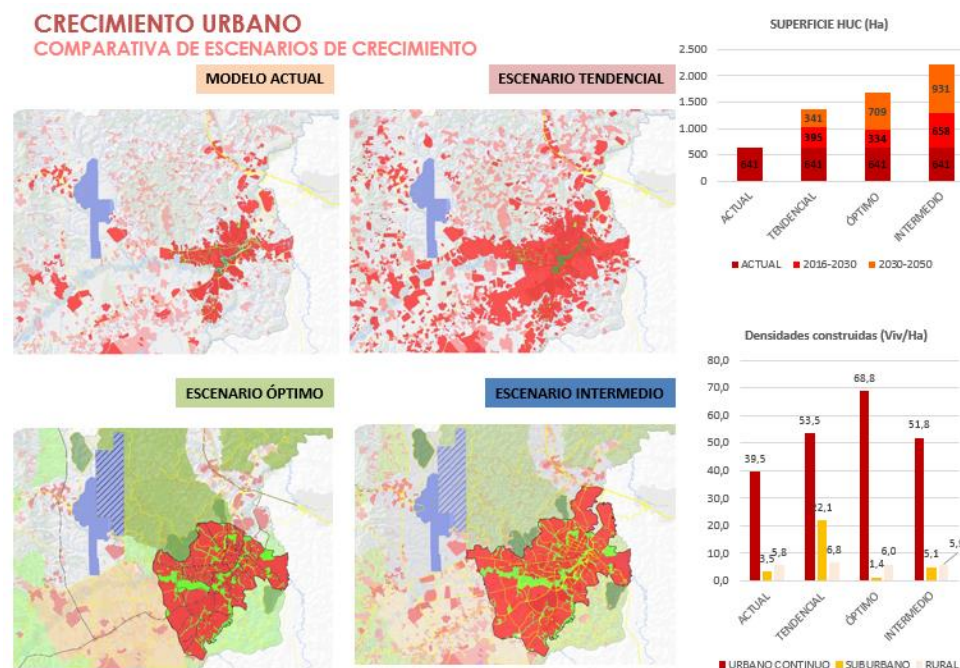 CRECIMIENTO URBANO
COMPARATIVA DE ESCENARIOS DE CRECIMIENTO
MODELO ACTUAL
ESCENARIO TENDENCIAL
ESCENARIO ÓPTIMO
ESCENARIO INTERMEDIO
SUPERFICIE HUC (Ha)
2.500
2.000
1.500
1.000
500
0
641
341
395
641
709
334
641
931
658
641
ACTUAL
TENDENCIAL
ÓPTIMO
INTERMEDIO
ACTUAL 2016-2030 2030-2050
Densidades construidas (Viv/Ha)
80,0
70,0
60,0
50,0
40,0
30,0
20,0
10,0
0,0
39,5
3,5
5,8
53,5
22,1
6,8
68,8
1,4
6,0
51,8
5,1
ACTUAL
TENDENCIAL
ÓPTIMO
INTERMEDIO
URBANO CONTINUO SUBURBANO RURAL